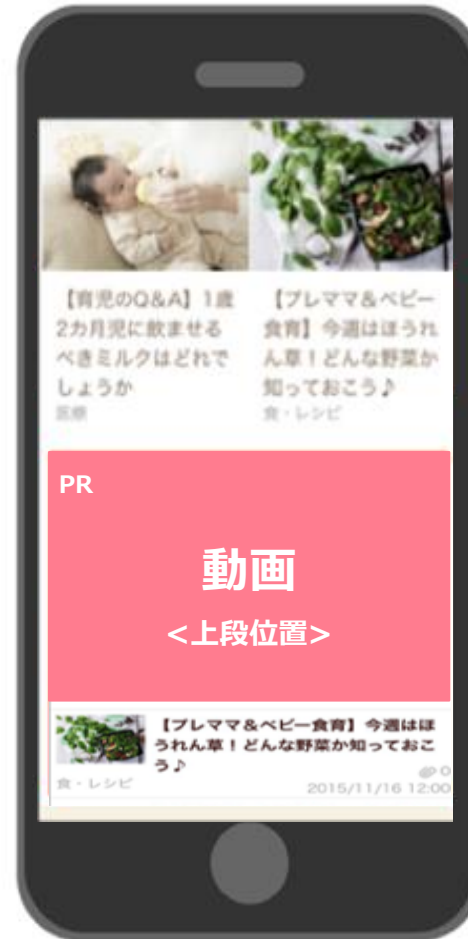 【育児のQ&A】1歳
2カ月児に飲ませる
べきミルクはどれで
しょうか
医療
【プレママ&ベビー
食育】今週はほうれ
ん草！どんな野菜か
知っておこう♪
食・レシピ
PR
動画
<上段位置>
【プレママ&ベビー食育】今週はほ
うれん草！どんな野菜か知っておこ
う♪
食・レシピ
0
2015/11/16 12:00